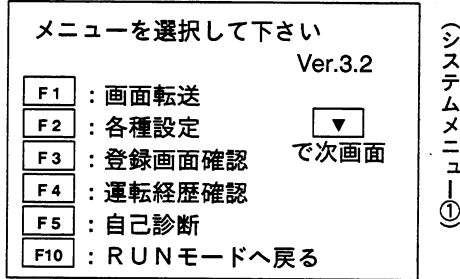 メニューを選択して下さい
Ver.3.2
F1 : 画面転送
F2 : 各種設定
▼
F3 : 登録画面確認
で次画面
F4 : 運転経歴確認
F5 : 自己診断
F10 : RUNモードへ戻る
(システムメニュー①)